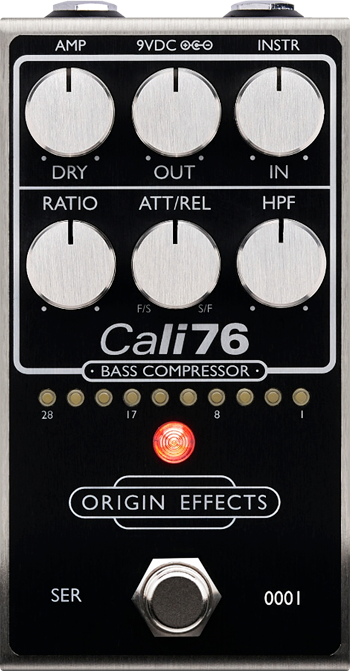 AMP 9VDC INSTR
DRY OUT IN
RATIO ATT/REL HPF
F/S S/F
Cali76
BASS COMPRESSOR
28 17 8 1
ORIGIN EFFECTS
SER 0001